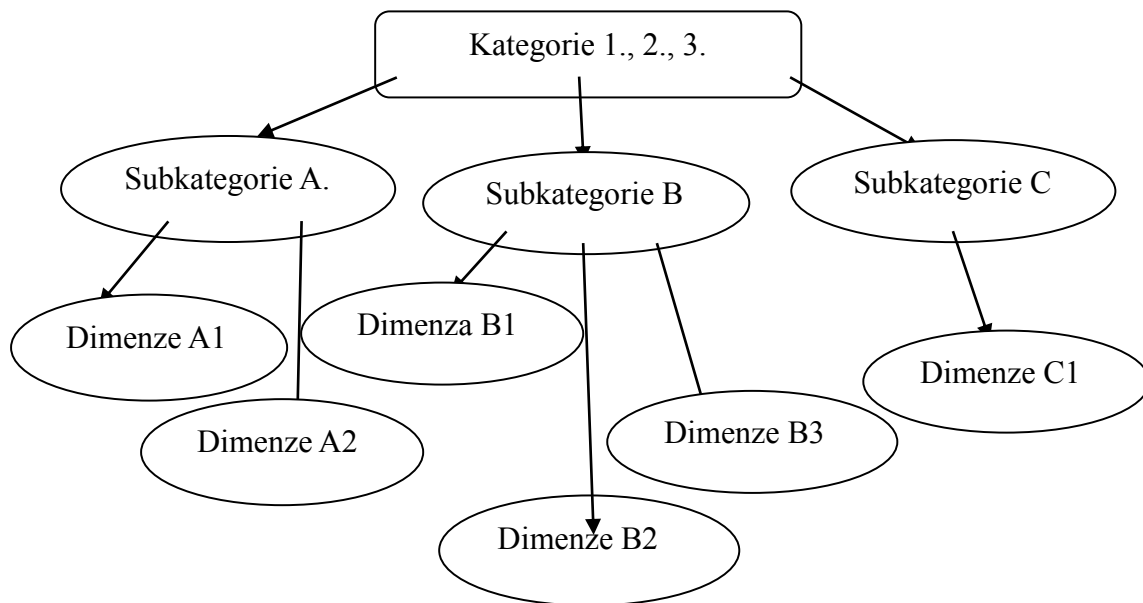 Kategorie 1., 2., 3.
Subkategorie A.
Subkategorie B
Subkategorie C
Dimenze A1
Dimenza B1
Dimenze C1
Dimenze A2
Dimenze B3
Dimenze B2